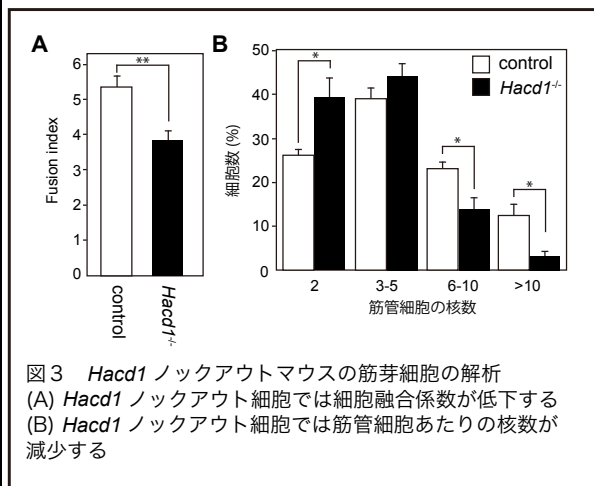 A
B
**
6
5
4
3
2
1
0
Fusion index
control
Hacd1-/-
50
40
30
20
10
0
細胞数 (%)
*
*
*
control
Hacd1-/-
2
3-5
6-10
>10
筋管細胞の核数
図3 Hacd1 ノックアウトマウスの筋芽細胞の解析
(A) Hacd1 ノックアウト細胞では細胞融合係数が低下する
(B) Hacd1 ノックアウト細胞では筋管細胞あたりの核数が
減少する